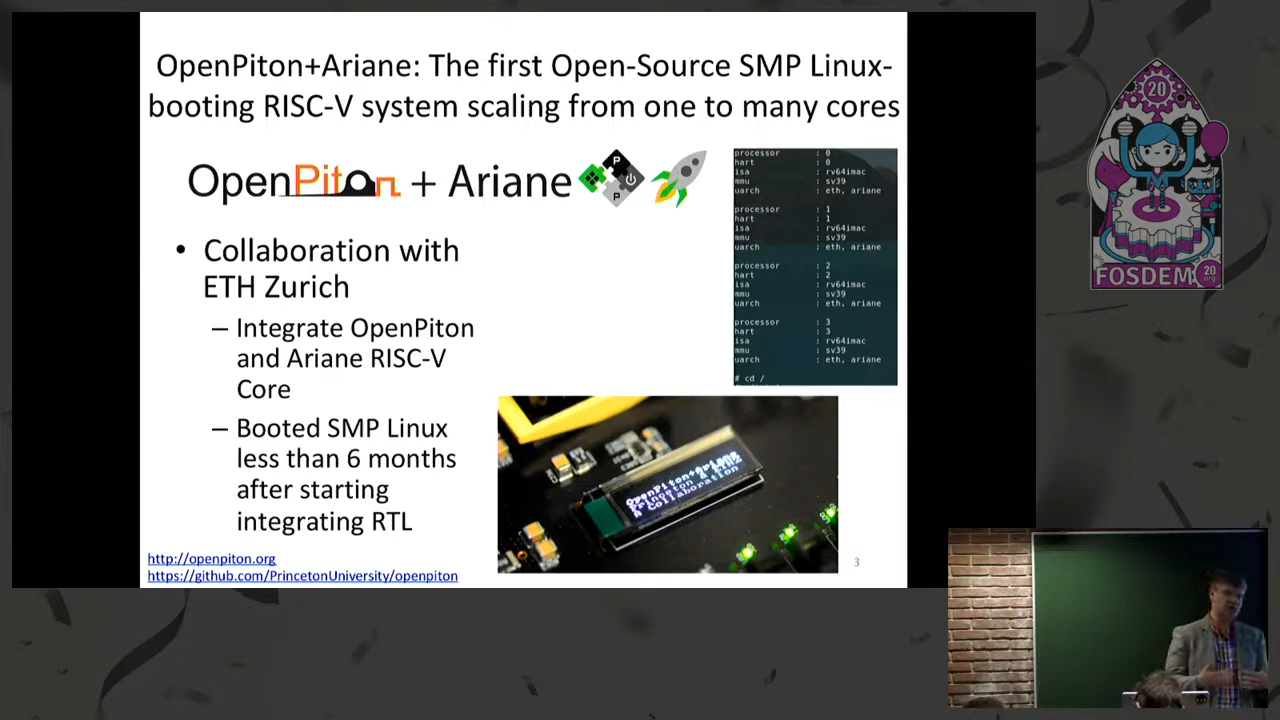 OpenPiton+Ariane: The first Open-Source SMP Linux-
booting RISC-V system scaling from one to many cores
OpenPiton + Ariane
P
P
• Collaboration with
ETH Zurich
– Integrate OpenPiton
and Ariane RISC-V
Core
– Booted SMP Linux
less than 6 months
after starting
integrating RTL
http://openpiton.org
https://github.com/PrincetonUniversity/openpiton
processor : 0
hart : 0
isa : rv64imac
mmu : sv39
uarch : eth, ariane
processor : 1
hart : 1
isa : rv64imac
mmu : sv39
uarch : eth, ariane
processor : 2
hart : 2
isa : rv64imac
mmu : sv39
uarch : eth, ariane
processor : 3
hart : 3
isa : rv64imac
mmu : sv39
uarch : eth, ariane
# cd /
OpenPiton+Ariane
Princeton & ETHZ
A Collaboration
3
20
FOSDEM
20
.org